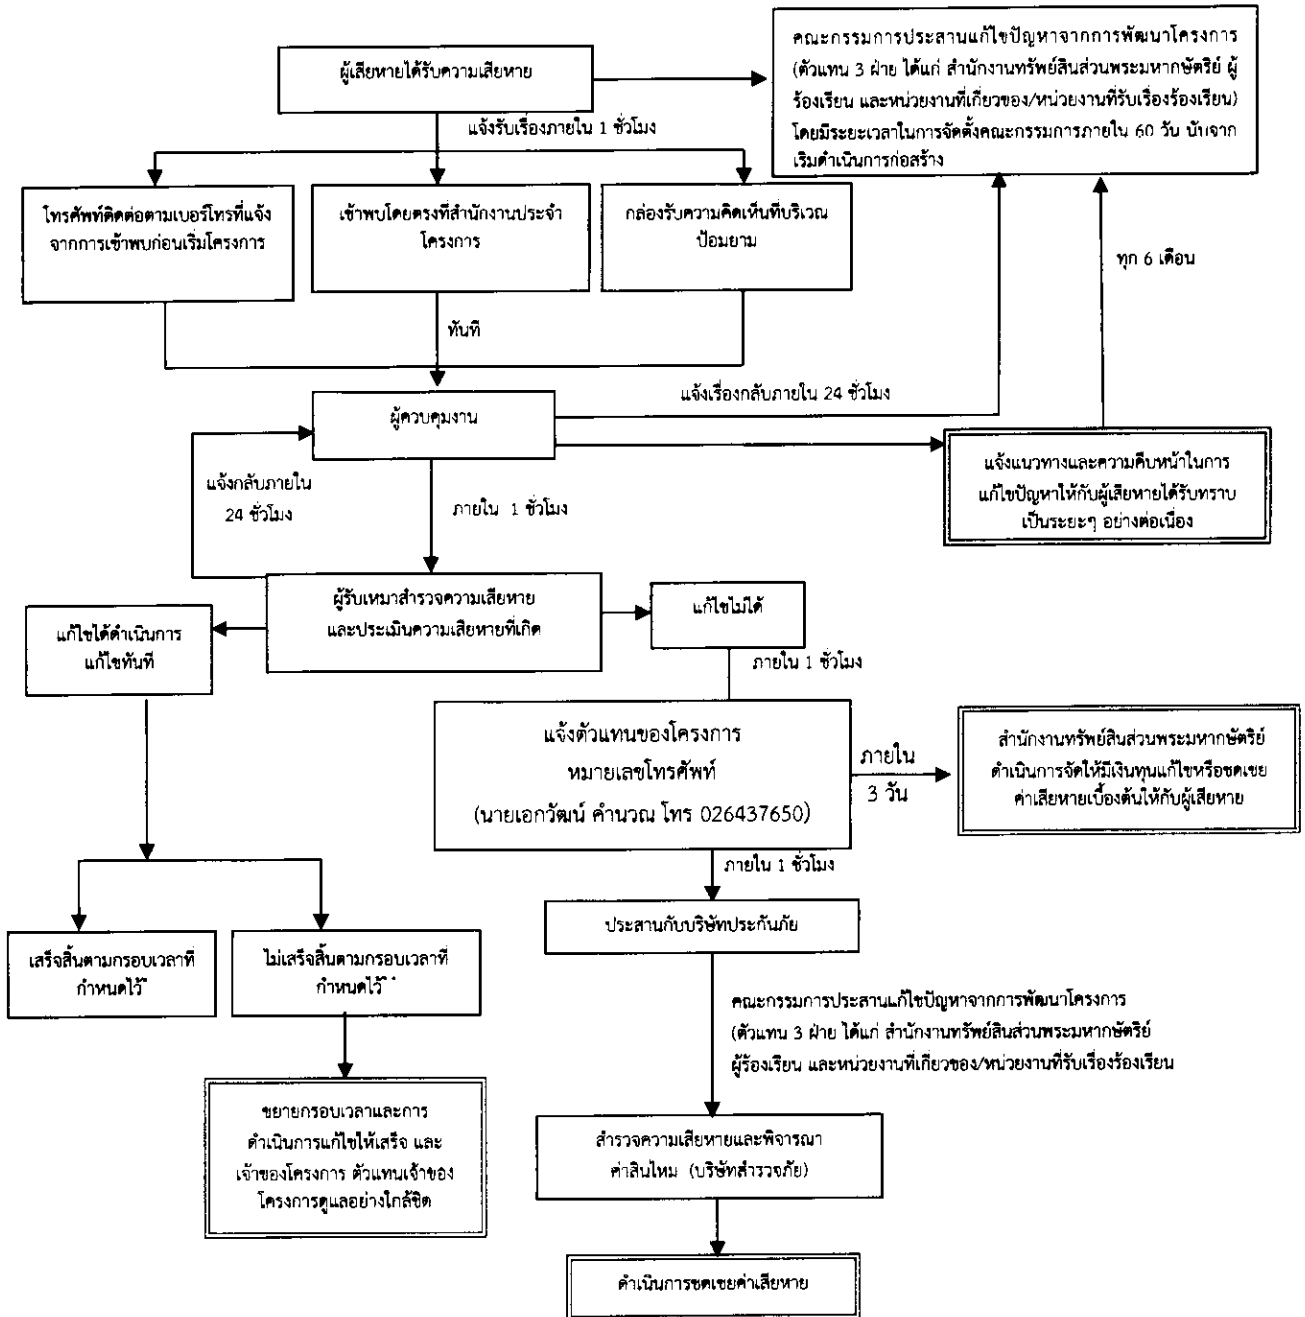 ผู้เสียหายได้รับความเสียหาย
คณะกรรมการประสานแก้ไขปัญหาจากการพัฒนาโครงการ
(ตัวแทน 3 ฝ่าย ได้แก่ สำนักงานทรัพย์สินส่วนพระมหากษัตริย์ ผู้
ร้องเรียน และหน่วยงานที่เกี่ยวของ/หน่วยงานที่รับเรื่องร้องเรียน)
โดยมีระยะเวลาในการจัดตั้งคณะกรรมการภายใน 60 วัน นับจาก
เริ่มดำเนินการก่อสร้าง
แจ้งรับเรื่องภายใน 1 ชั่วโมง
โทรศัพท์ติดต่อตามเบอร์โทรที่แจ้ง
จากการเข้าพบก่อนเริ่มโครงการ
เข้าพบโดยตรงที่สำนักงานประจำ
โครงการ
กล่องรับความคิดเห็นที่บริเวณ
ป้อมยาม
ทุก 6 เดือน
ทันที
แจ้งเรื่องกลับภายใน 24 ชั่วโมง
ผู้ควบคุมงาน
แจ้งแนวทางและความคืบหน้าในการ
แก้ไขปัญหาให้กับผู้เสียหายได้รับทราบ
เป็นระยะๆ อย่างต่อเนื่อง
แจ้งกลับภายใน
24 ชั่วโมง
ภายใน 1 ชั่วโมง
ผู้รับเหมาสำรวจความเสียหาย
และประเมินความเสียหายที่เกิด
แก้ไขไม่ได้
แก้ไขได้ดำเนินการ
แก้ไขทันที
ภายใน 1 ชั่วโมง
แจ้งตัวแทนของโครงการ
หมายเลขโทรศัพท์
(นายเอกวัฒน์ คำนวณ โทร 026437650)
ภายใน
3 วัน
สำนักงานทรัพย์สินส่วนพระมหากษัตริย์
ดำเนินการจัดให้มีเงินทุนแก้ไขหรือชดเชย
ค่าเสียหายเบื้องต้นให้กับผู้เสียหาย
ภายใน 1 ชั่วโมง
ประสานกับบริษัทประกันภัย
เสร็จสิ้นตามกรอบเวลาที่
กำหนดไว้*
ไม่เสร็จสิ้นตามกรอบเวลาที่
กำหนดไว้**
คณะกรรมการประสานแก้ไขปัญหาจากการพัฒนาโครงการ
(ตัวแทน 3 ฝ่าย ได้แก่ สำนักงานทรัพย์สินส่วนพระมหากษัตริย์
ผู้ร้องเรียน และหน่วยงานที่เกี่ยวของ/หน่วยงานที่รับเรื่องร้องเรียน
ขยายกรอบเวลาและการ
ดำเนินการแก้ไขให้เสร็จ และ
เจ้าของโครงการ ตัวแทนเจ้าของ
โครงการดูแลอย่างใกล้ชิด
สำรวจความเสียหายและพิจารณา
ค่าสินไหม (บริษัทสำรวจภัย)
ดำเนินการชดเชยค่าเสียหาย